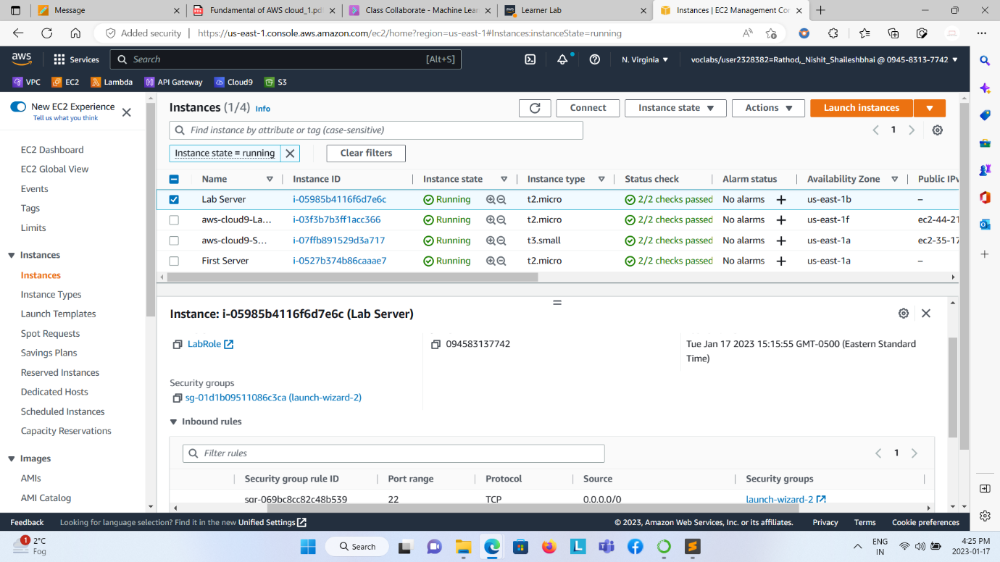 Message
Fundamental of AWS cloud_1.pd
Class Collaborate - Machine Lear
Learner Lab
Instances | EC2 Management Con
Added security
https://us-east-1.console.aws.amazon.com/ec2/home?region=us-east-1#Instances:instanceState=running
aws
Services
Search
[Alt+S]
N. Virginia
voclabs/user2328382=Rathod,_Nishit_Shaileshbhai @ 0945-8313-7742
VPC
EC2
Lambda
API Gateway
Cloud9
S3
New EC2 Experience
Tell us what you think
EC2 Dashboard
EC2 Global View
Events
Tags
Limits
Instances
Instances
Instance Types
Launch Templates
Spot Requests
Savings Plans
Reserved Instances
Dedicated Hosts
Scheduled Instances
Capacity Reservations
Images
AMIs
AMI Catalog
Instances (1/4) Info
Connect
Instance state
Actions
Launch instances
Find instance by attribute or tag (case-sensitive)
1
Instance state = running
Clear filters
Name Instance ID Instance state Instance type Status check Alarm status Availability Zone Public IPv
Lab Server i-05985b4116f6d7e6c Running t2.micro 2/2 checks passed No alarms us-east-1b –
aws-cloud9-La... i-03f3b7b3ff1acc366 Running t2.micro 2/2 checks passed No alarms us-east-1f ec2-44-21
aws-cloud9-S... i-07ffb891529d3a717 Running t3.small 2/2 checks passed No alarms us-east-1a ec2-35-17
First Server i-0527b374b86caaae7 Running t2.micro 2/2 checks passed No alarms us-east-1a –
Instance: i-05985b4116f6d7e6c (Lab Server)
LabRole
094583137742
Tue Jan 17 2023 15:15:55 GMT-0500 (Eastern Standard
Time)
Security groups
sg-01d1b09511086c3ca (launch-wizard-2)
Inbound rules
Filter rules
1
Security group rule ID Port range Protocol Source Security groups
sgr-069bc8cc82c48b539 22 TCP 0.0.0.0/0 launch-wizard-2
Feedback
Looking for language selection? Find it in the new Unified Settings
© 2023, Amazon Web Services, Inc. or its affiliates.
Privacy
Terms
Cookie preferences
1
2°C
Fog
Search
ENG
IN
4:25 PM
2023-01-17